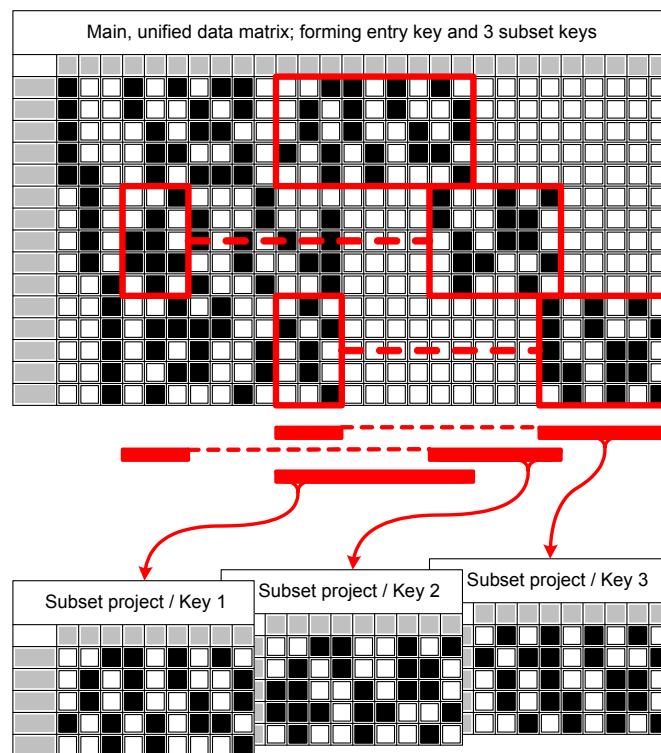 Main, unified data matrix; forming entry key and 3 subset keys
Subset project / Key 1
Subset project / Key 2
Subset project / Key 3